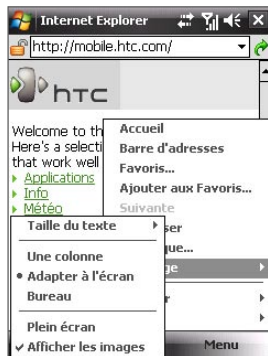 Internet Explorer
http://mobile.htc.com/
htc
Welcome to th
Here's a selecti
that work well
Applications
Info
Météo
Accueil
Barre d'adresses
Favoris...
Ajouter aux Favoris...
Suivante
ser
que...
ge
r
Taille du texte
Une colonne
Adapter à l'écran
Bureau
Plein écran
Afficher les images
Menu